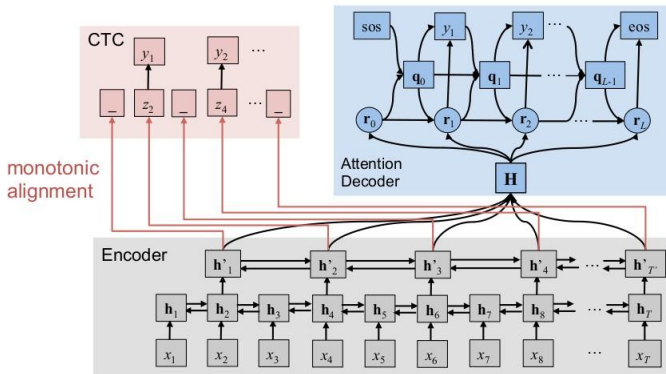 CTC
y1 y2 ...
_ z2 _ z4 ... _
monotonic
alignment
sos y1 y2 ... eos
q0 q1 ... qL-1
r0 r1 r2 ... rL
Attention
Decoder
H
Encoder
h'1 h'2 h'3 h'4 ... h'T'
h1 h2 h3 h4 h5 h6 h7 h8 ... hT
x1 x2 x3 x4 x5 x6 x7 x8 ... xT